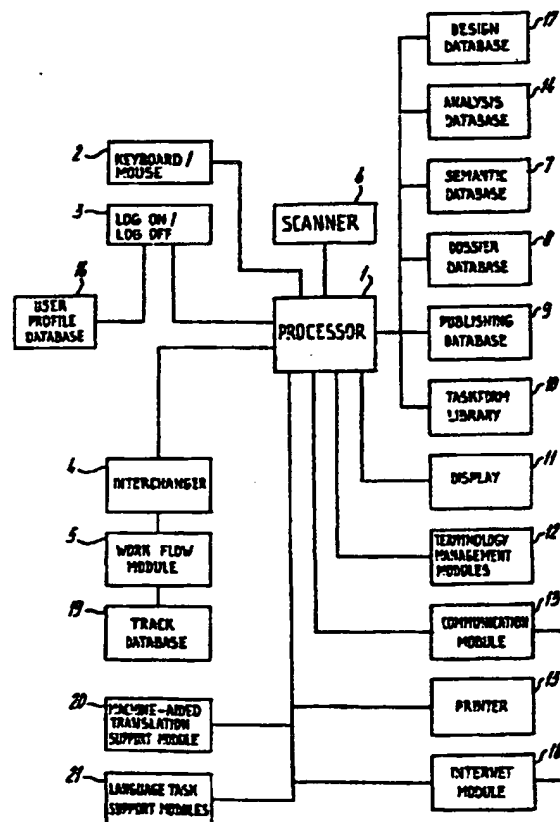 17
DESIGN
DATABASE
14
ANALYSIS
DATABASE
2
KEYBOARD/
MOUSE
6
SCANNER
7
SEMANTIC
DATABASE
3
LOG ON/
LOG OFF
8
DOSSIER
DATABASE
16
USER
PROFILE
DATABASE
1
PROCESSOR
9
PUBLISHING
DATABASE
10
TASKFORM
LIBRARY
4
INTERCHANGER
11
DISPLAY
5
WORK FLOW
MODULE
12
TERMINOLOGY
MANAGEMENT
MODULES
19
TRACK
DATABASE
13
COMMUNICATION
MODULE
20
MACHINE-AIDED
TRANSLATION
SUPPORT MODULE
15
PRINTER
21
LANGUAGE TASK
SUPPORT MODULES
18
INTERNET
MODULE